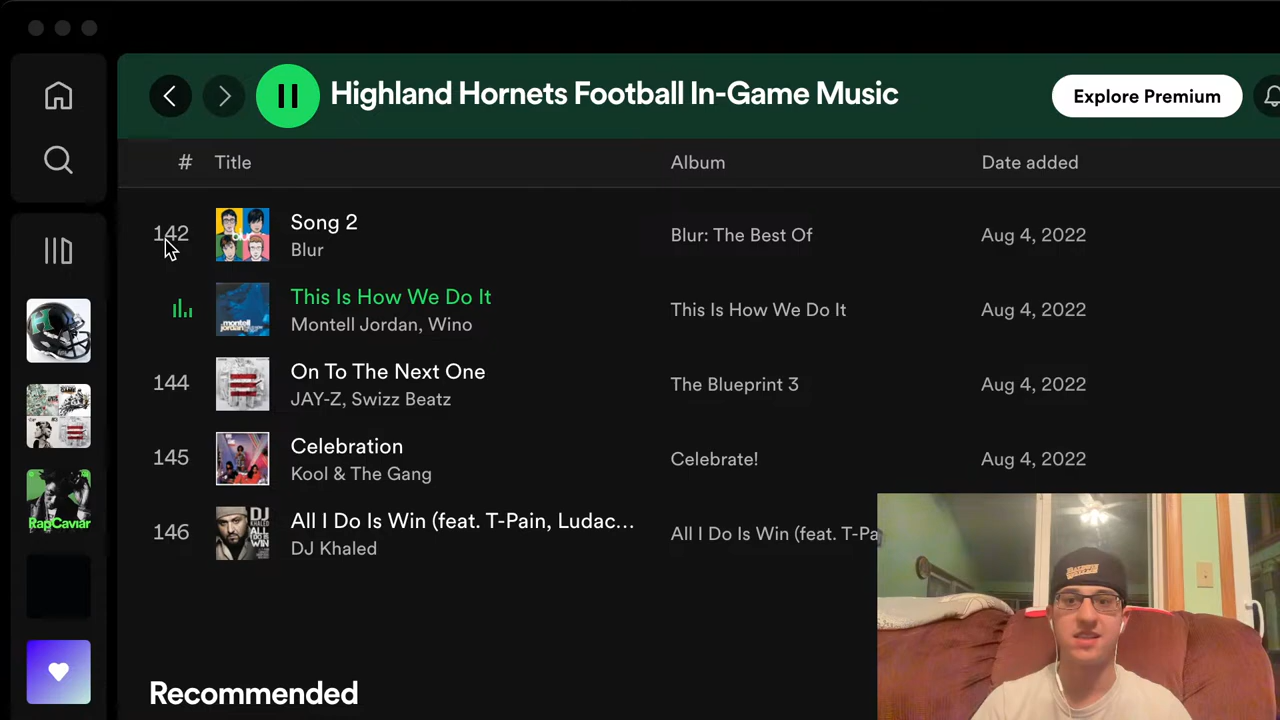 Highland Hornets Football In-Game Music
Explore Premium
# Title Album Date added
142 Song 2 Blur: The Best Of Aug 4, 2022
Blur
This Is How We Do It This Is How We Do It Aug 4, 2022
Montell Jordan, Wino
144 On To The Next One The Blueprint 3 Aug 4, 2022
JAY-Z, Swizz Beatz
145 Celebration Celebrate! Aug 4, 2022
Kool & The Gang
146 All I Do Is Win (feat. T-Pain, Ludac... All I Do Is Win (feat. T-Pa
DJ Khaled
Recommended
RapCaviar
blur
H